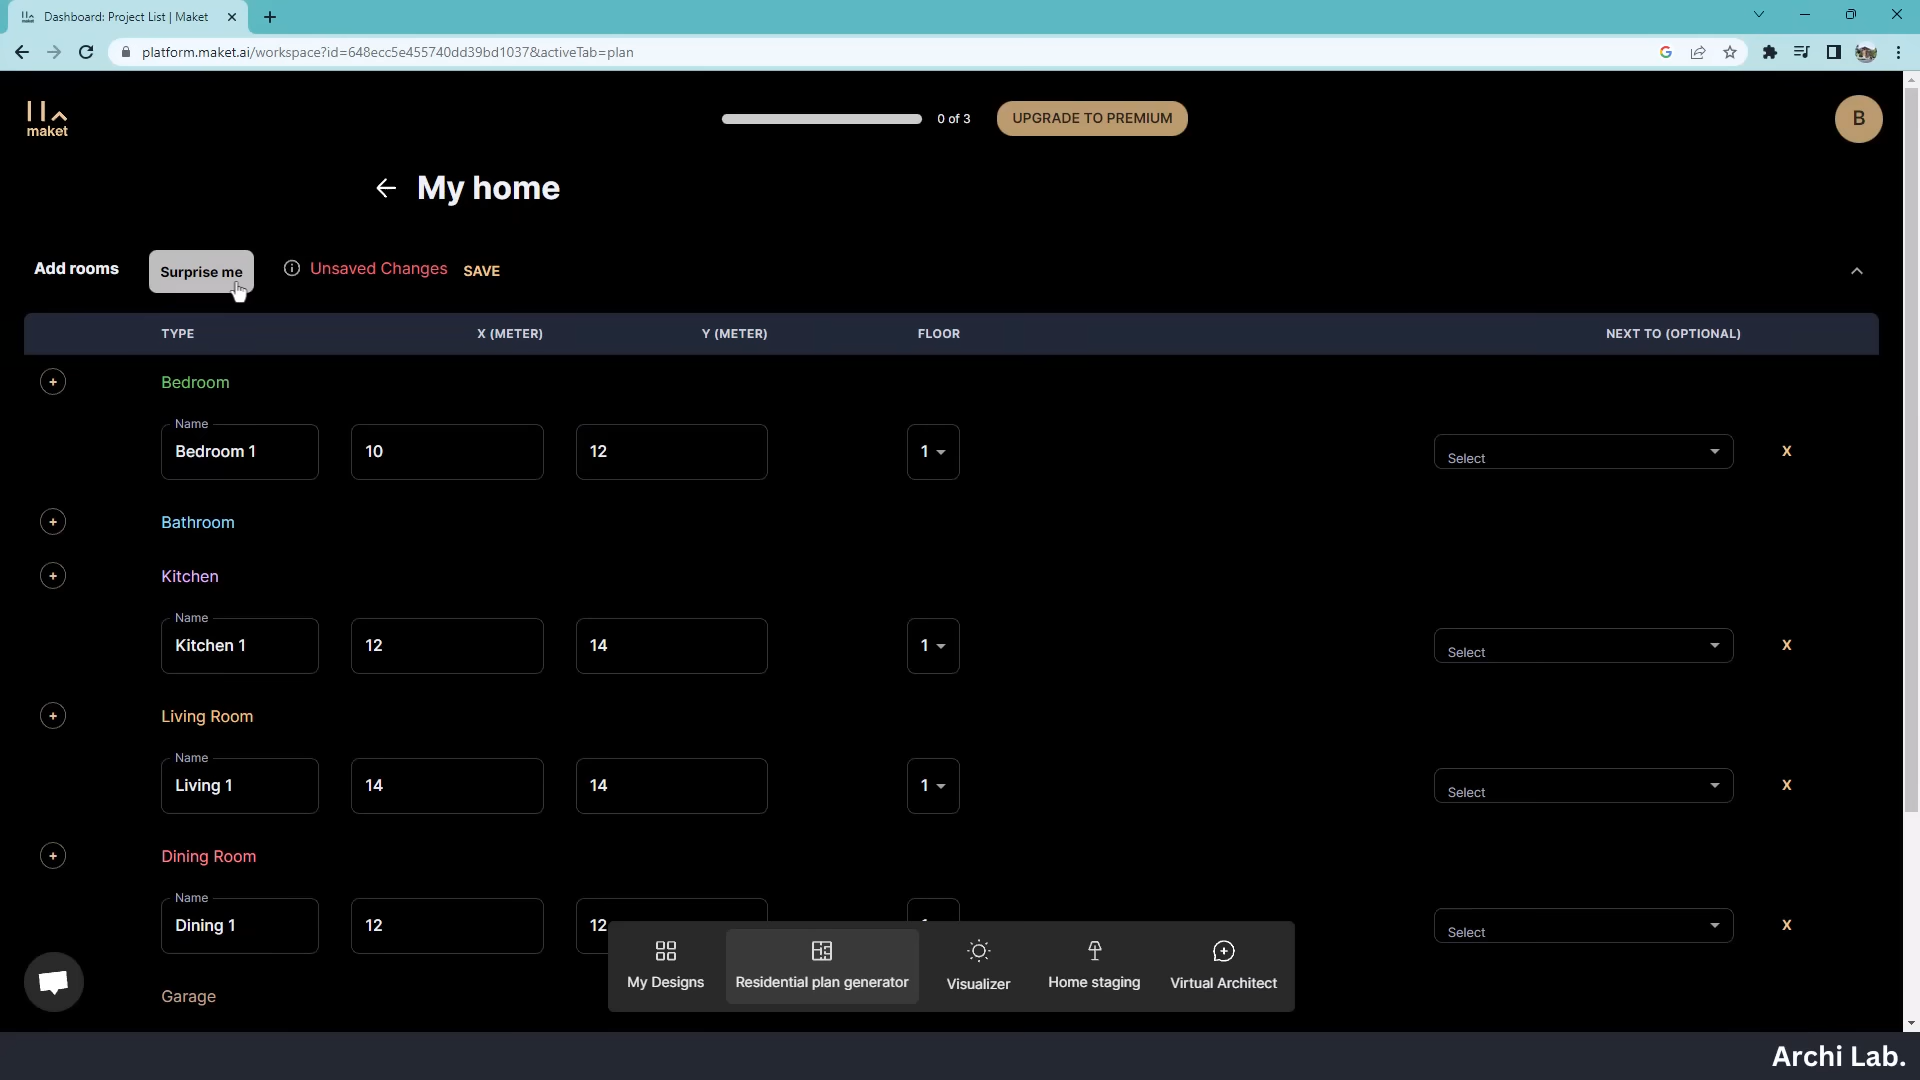 Dashboard: Project List | Maket
platform.maket.ai/workspace?id=648ecc5e455740dd39bd1037&activeTab=plan
maket
0 of 3
UPGRADE TO PREMIUM
B
My home
Add rooms
Surprise me
Unsaved Changes
SAVE
TYPE
X (METER)
Y (METER)
FLOOR
NEXT TO (OPTIONAL)
+
Bedroom
Name
Bedroom 1
10
12
1
Select
X
+
Bathroom
+
Kitchen
Name
Kitchen 1
12
14
1
Select
X
+
Living Room
Name
Living 1
14
14
1
Select
X
+
Dining Room
Name
Dining 1
12
12
Select
X
Garage
My Designs
Residential plan generator
Visualizer
Home staging
Virtual Architect
Archi Lab.